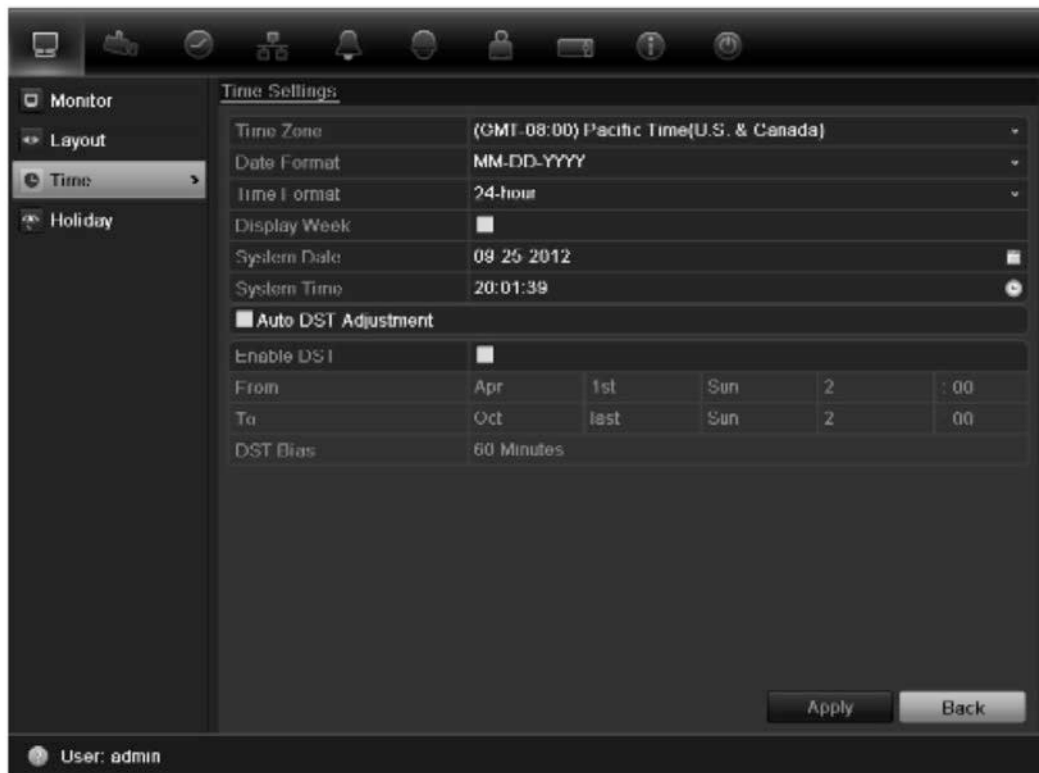 Monitor
Layout
Time
Holiday
Time Settings
Time Zone (GMT-08:00) Pacific Time(U.S. & Canada)
Date Format MM-DD-YYYY
Time Format 24-hour
Display Week
System Date 09-25-2012
System Time 20:01:39
Auto DST Adjustment
Enable DST
From Apr 1st Sun 2 : 00
To Oct last Sun 2 00
DST Bias 60 Minutes
Apply Back
User: admin